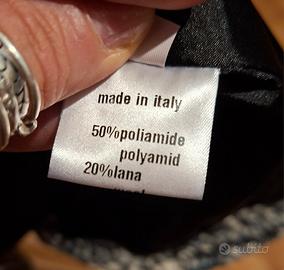 made in italy
50%poliamide
polyamid
20%lana
subito